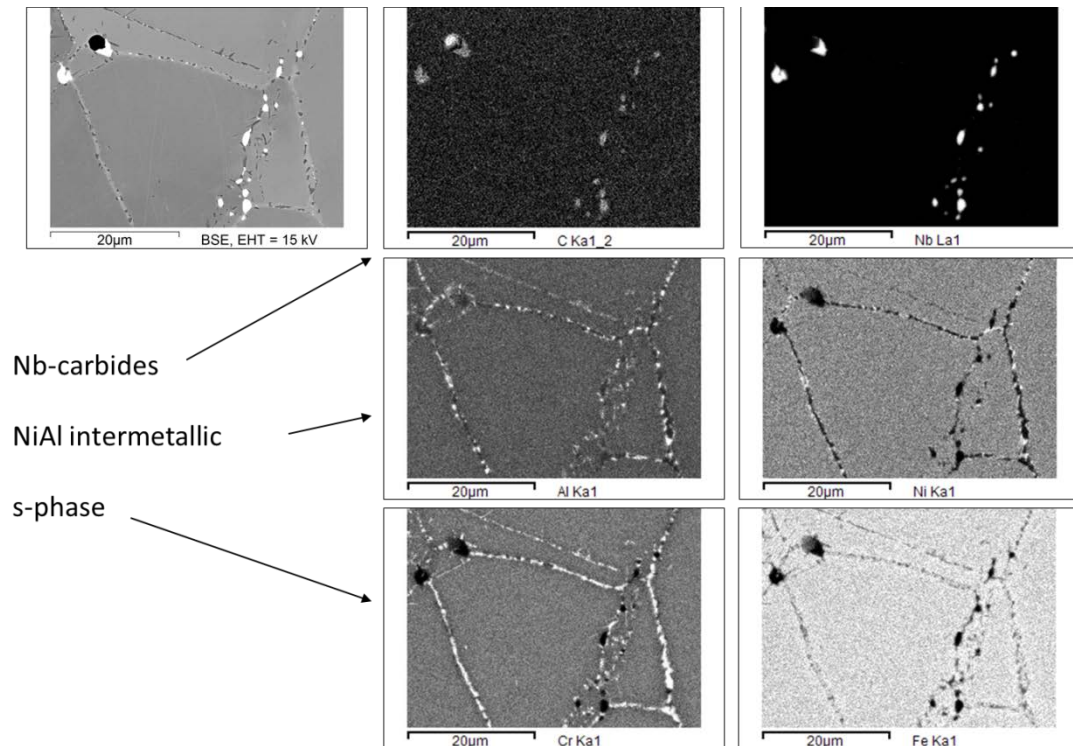 20µm BSE, EHT = 15 kV
20µm C Ka1_2
20µm Nb La1
Nb-carbides
NiAl intermetallic
s-phase
20µm Al Ka1
20µm Ni Ka1
20µm Cr Ka1
20µm Fe Ka1